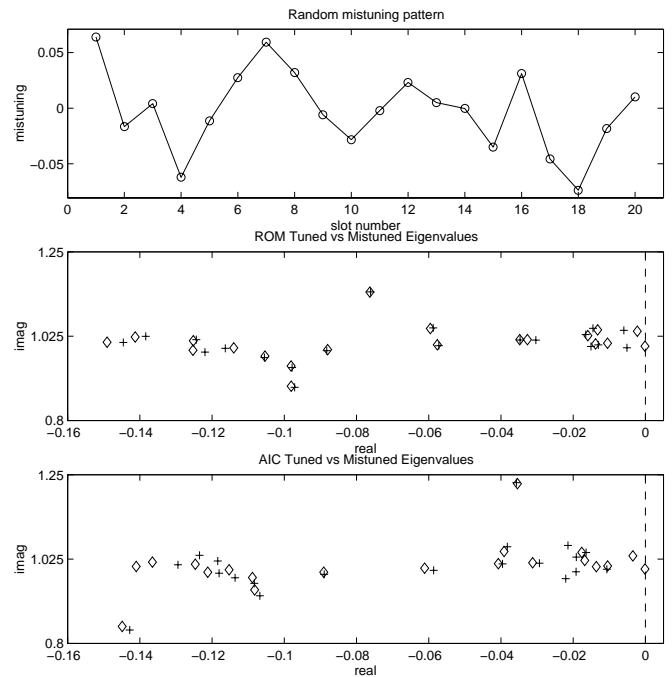 Random mistuning pattern
0.05
0
−0.05
mistuning
0 2 4 6 8 10 12 14 16 18 20
slot number
ROM Tuned vs Mistuned Eigenvalues
1.25
1.025
0.8
imag
−0.16 −0.14 −0.12 −0.1 −0.08 −0.06 −0.04 −0.02 0
real
AIC Tuned vs Mistuned Eigenvalues
1.25
1.025
0.8
imag
−0.16 −0.14 −0.12 −0.1 −0.08 −0.06 −0.04 −0.02 0
real